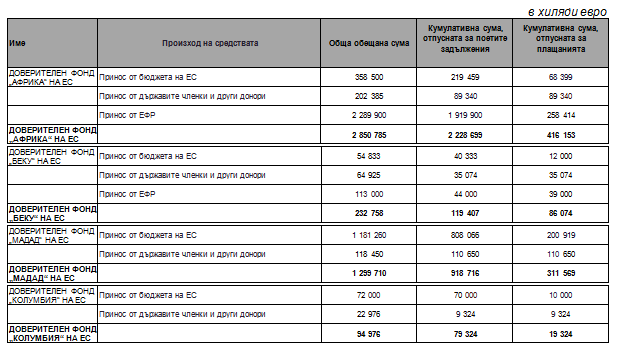 в хиляди евро
Име Произход на средствата Обща обещана сума Кумулативна сума, отпусната за поетите задължения Кумулативна сума, отпусната за плащанията
ДОВЕРИТЕЛЕН ФОНД „АФРИКА“ НА ЕС Принос от бюджета на ЕС 358 500 219 459 68 399
Принос от държавите членки и други донори 202 385 89 340 89 340
Принос от ЕФР 2 289 900 1 919 900 258 414
ДОВЕРИТЕЛЕН ФОНД „АФРИКА“ НА ЕС 2 850 785 2 228 699 416 153
ДОВЕРИТЕЛЕН ФОНД „БЕКУ“ НА ЕС Принос от бюджета на ЕС 54 833 40 333 12 000
Принос от държавите членки и други донори 64 925 35 074 35 074
Принос от ЕФР 113 000 44 000 39 000
ДОВЕРИТЕЛЕН ФОНД „БЕКУ“ НА ЕС 232 758 119 407 86 074
ДОВЕРИТЕЛЕН ФОНД „МАДАД“ НА ЕС Принос от бюджета на ЕС 1 181 260 808 066 200 919
Принос от държавите членки и други донори 118 450 110 650 110 650
ДОВЕРИТЕЛЕН ФОНД „МАДАД“ НА ЕС 1 299 710 918 716 311 569
ДОВЕРИТЕЛЕН ФОНД „КОЛУМБИЯ“ НА ЕС Принос от бюджета на ЕС 72 000 70 000 10 000
Принос от държавите членки и други донори 22 976 9 324 9 324
ДОВЕРИТЕЛЕН ФОНД „КОЛУМБИЯ“ НА ЕС 94 976 79 324 19 324